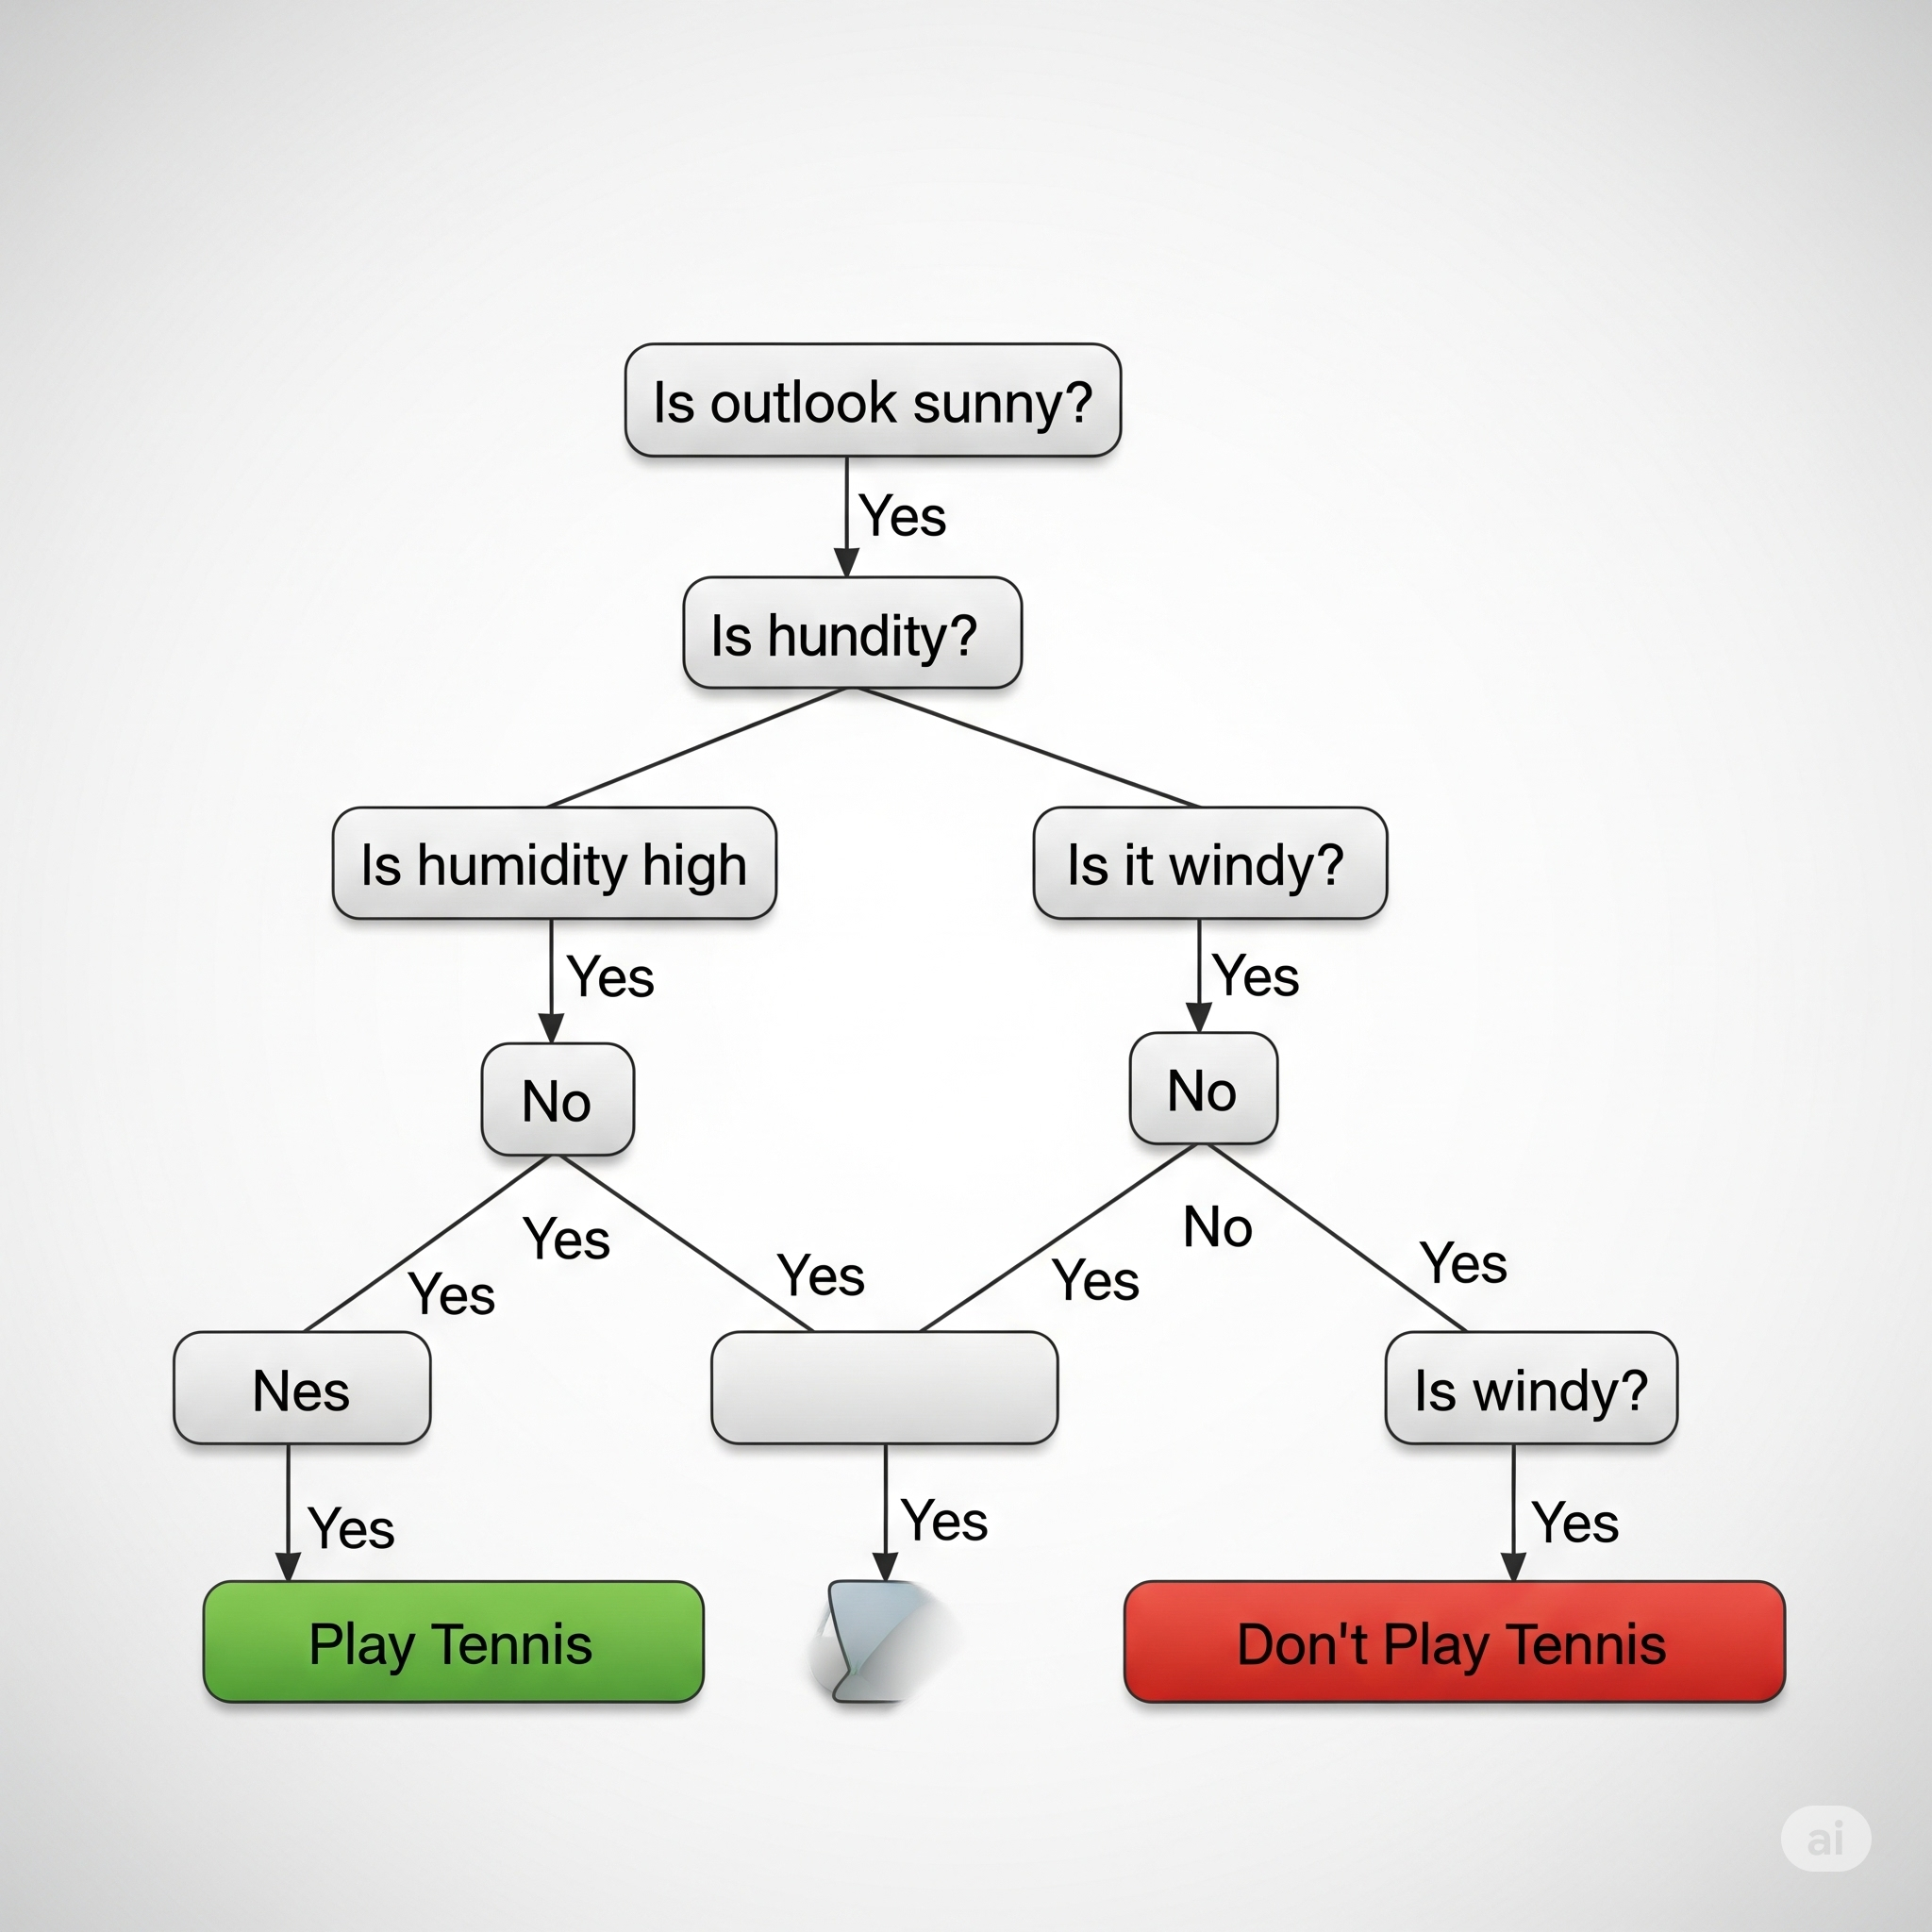 Is outlook sunny?
Yes
Is hundity?
Is humidity high
Is it windy?
Yes
Yes
No
No
Yes
No
Yes
Yes
Yes
Yes
Nes
Is windy?
Yes
Yes
Yes
Play Tennis
Don't Play Tennis
ai